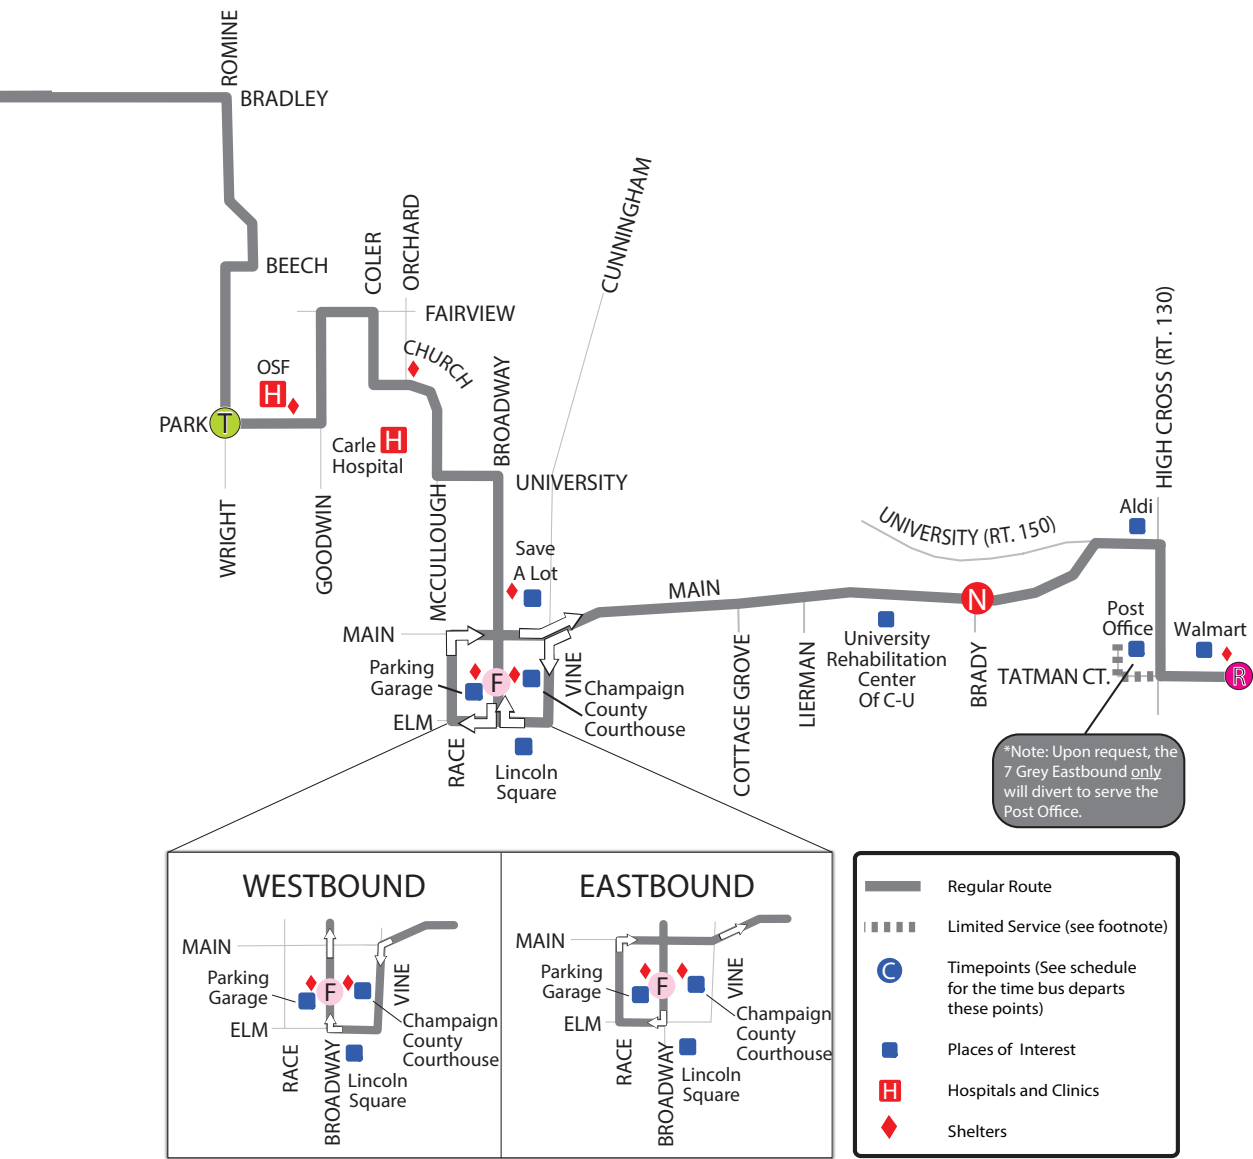 ROMINE
BRADLEY
CUNNINGHAM
COLER
ORCHARD
BEECH
HIGH CROSS (RT. 130)
FAIRVIEW
CHURCH
OSF
H
BROADWAY
PARK
T
Carle
Hospital
H
UNIVERSITY
WRIGHT
GOODWIN
MCCULLOUGH
Aldi
UNIVERSITY (RT. 150)
Save
A Lot
MAIN
N
Post
Office
Walmart
MAIN
University
Rehabilitation
Center
Of C-U
COTTAGE GROVE
LIERMAN
BRADY
TATMAN CT.
R
Parking
Garage
F
VINE
Champaign
County
Courthouse
ELM
RACE
Lincoln
Square
*Note: Upon request, the
7 Grey Eastbound only
will divert to serve the
Post Office.
WESTBOUND
MAIN
Parking
Garage
F
VINE
ELM
Champaign
County
Courthouse
RACE
BROADWAY
Lincoln
Square
EASTBOUND
MAIN
Parking
Garage
F
VINE
ELM
Champaign
County
Courthouse
RACE
BROADWAY
Lincoln
Square
Regular Route
Limited Service (see footnote)
C
Timepoints (See schedule
for the time bus departs
these points)
Places of Interest
H
Hospitals and Clinics
Shelters